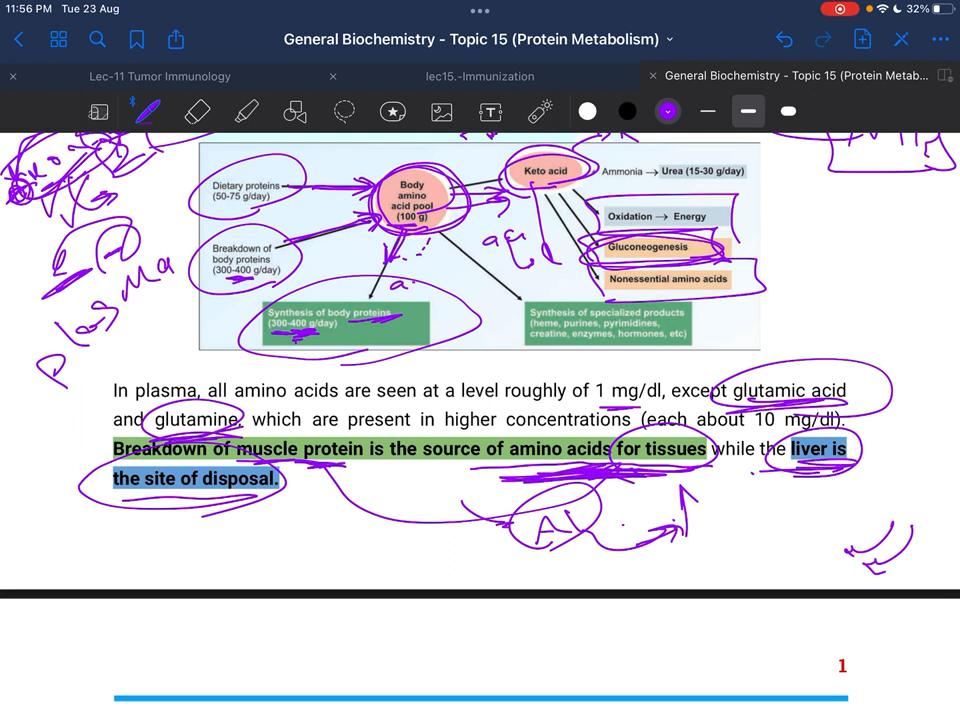 11:56 PM Tue 23 Aug
32%
General Biochemistry - Topic 15 (Protein Metabolism)
Lec-11 Tumor Immunology
lec15.-Immunization
General Biochemistry - Topic 15 (Protein Metab...
Dietary proteins
(50-75 g/day)
Body
amino
acid pool
(100 g)
Keto acid
Ammonia → Urea (15-30 g/day)
Oxidation → Energy
Gluconeogenesis
Nonessential amino acids
Breakdown of
body proteins
(300-400 g/day)
Synthesis of body proteins
(300-400 g/day)
Synthesis of specialized products
(heme, purines, pyrimidines,
creatine, enzymes, hormones, etc)
Plasma
In plasma, all amino acids are seen at a level roughly of 1 mg/dl, except glutamic acid
and glutamine, which are present in higher concentrations (each about 10 mg/dl).
Breakdown of muscle protein is the source of amino acids for tissues while the liver is
the site of disposal.
1